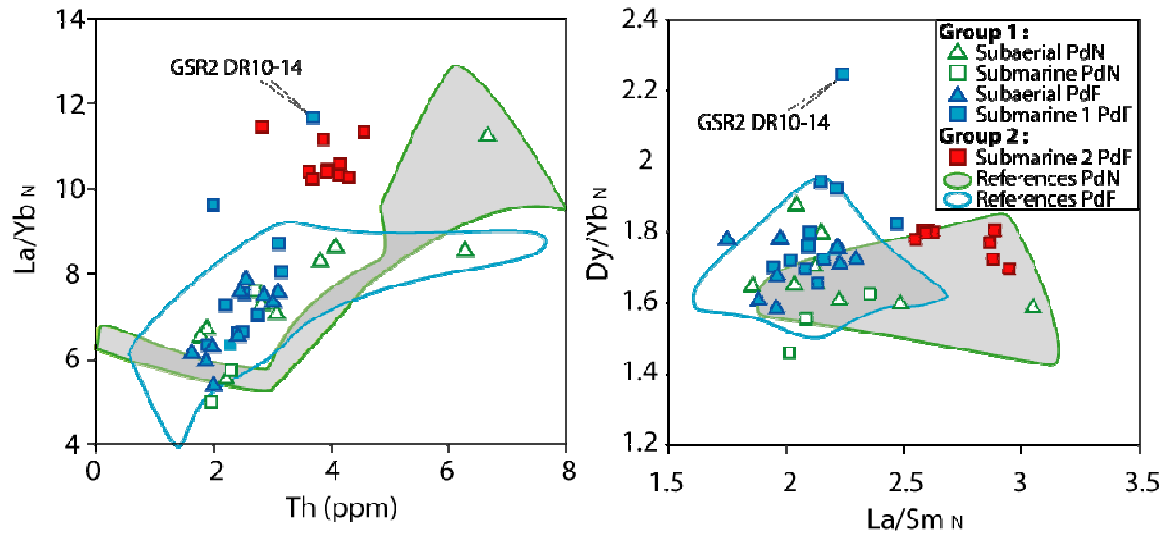 14
12
10
8
6
4
0
2
4
6
8
La/Yb N
Th (ppm)
GSR2 DR10-14
2.4
2.2
2
1.8
1.6
1.4
1.2
1.5
2
2.5
3
3.5
Dy/Yb N
La/Sm N
GSR2 DR10-14
Group 1 :
Subaerial PdN
Submarine PdN
Subaerial PdF
Submarine 1 PdF
Group 2 :
Submarine 2 PdF
References PdN
References PdF